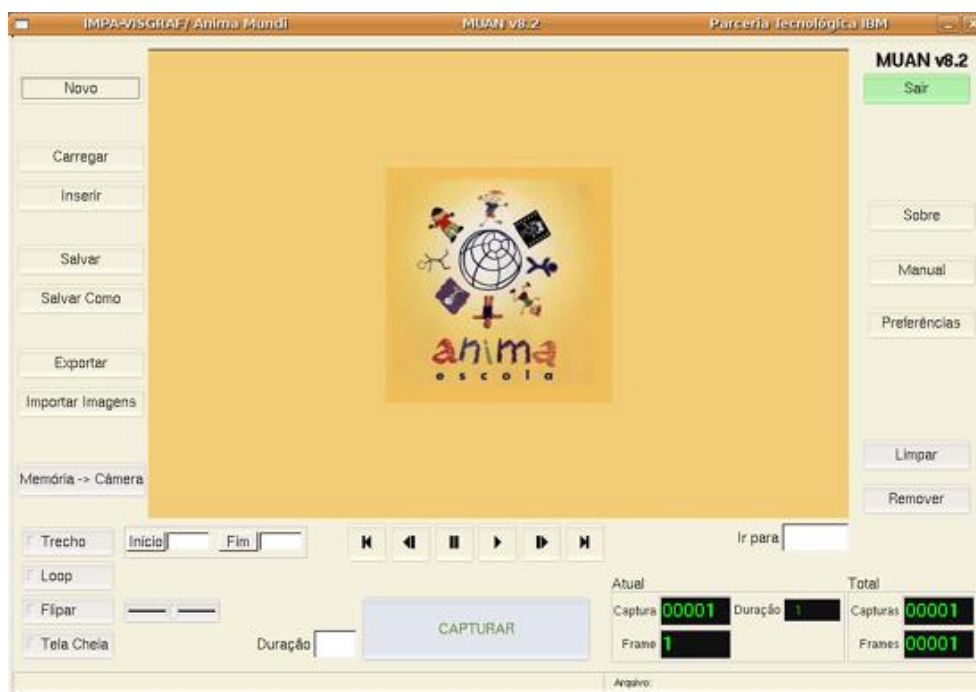 IMPA-VISGRAF/ Anima Mundi
MUAN v8.2
Parceria Tecnológica IBM
MUAN v8.2
Novo
Sair
Carregar
Inserir
Sobre
Salvar
Manual
Salvar Como
Preferências
Exportar
anima
escola
Importar Imagens
Limpar
Memória -> Câmera
Remover
Trecho
Início
Fim
Ir para
Loop
Atual
Total
Flipar
Captura 00001
Duração 1
Capturas 00001
CAPTURAR
Tela Cheia
Duração
Frame 1
Frames 00001
Arquivo: